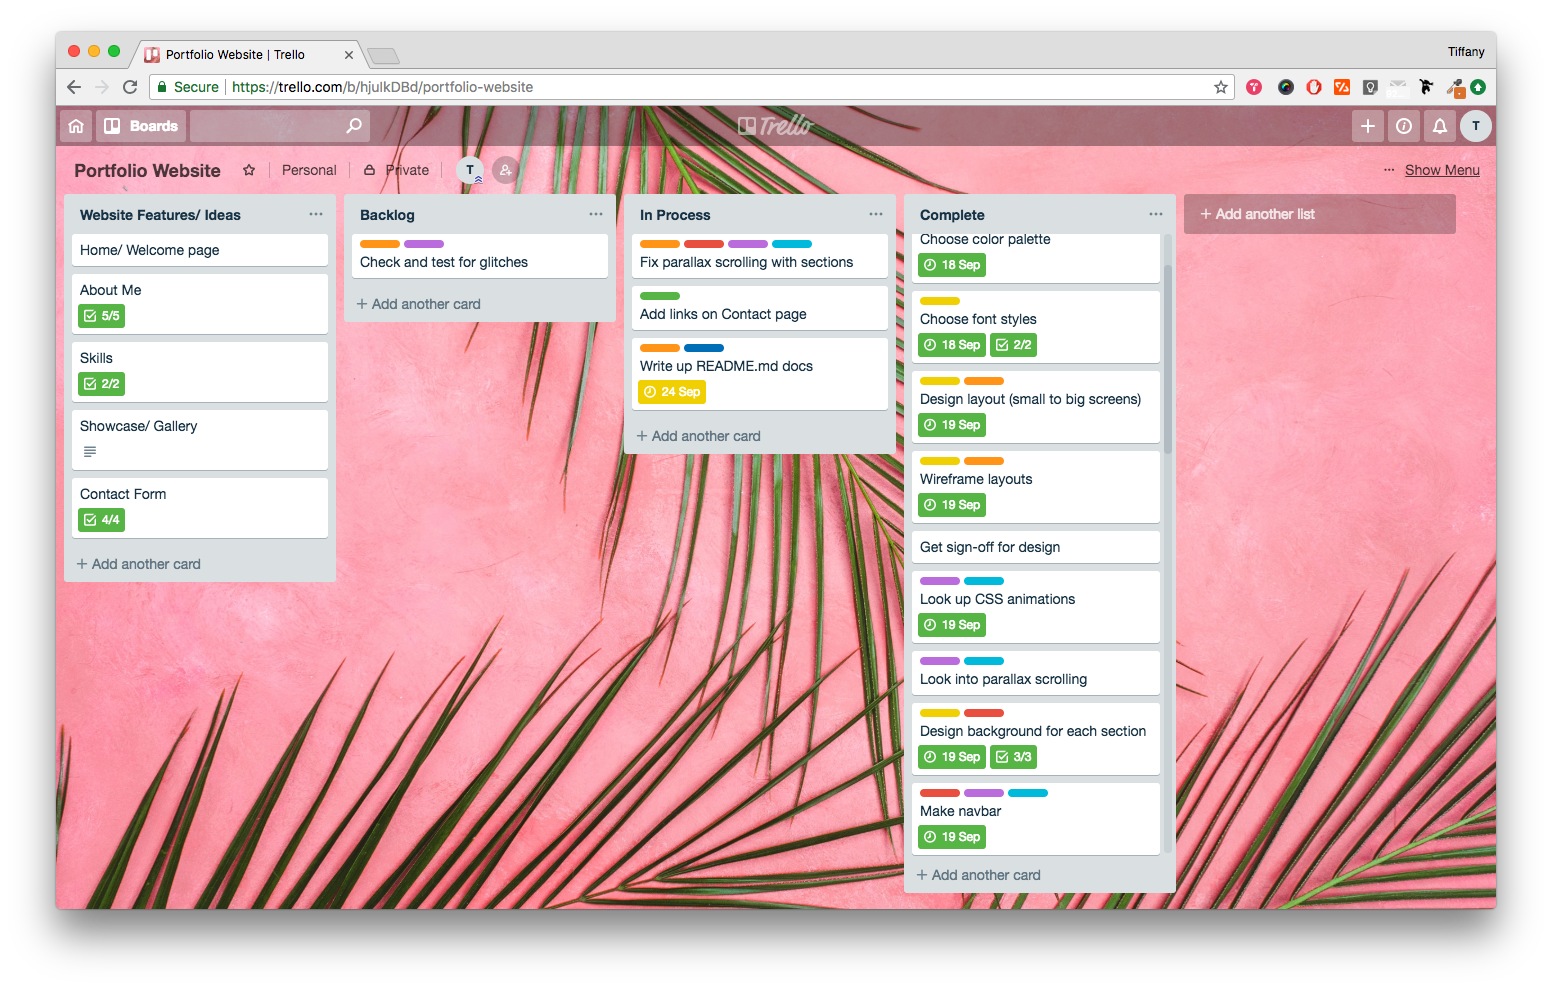 Portfolio Website | Trello
Tiffany
Secure
https://trello.com/b/hjulkDBd/portfolio-website
Boards
Trello
T
Portfolio Website
Personal
Private
T
Show Menu
Website Features/ Ideas
Home/ Welcome page
About Me
5/5
Skills
2/2
Showcase/ Gallery
Contact Form
4/4
+ Add another card
Backlog
Check and test for glitches
+ Add another card
In Process
Fix parallax scrolling with sections
Add links on Contact page
Write up README.md docs
24 Sep
+ Add another card
Complete
Choose color palette
18 Sep
Choose font styles
18 Sep 2/2
Design layout (small to big screens)
19 Sep
Wireframe layouts
19 Sep
Get sign-off for design
Look up CSS animations
19 Sep
Look into parallax scrolling
Design background for each section
19 Sep 3/3
Make navbar
19 Sep
+ Add another card
+ Add another list